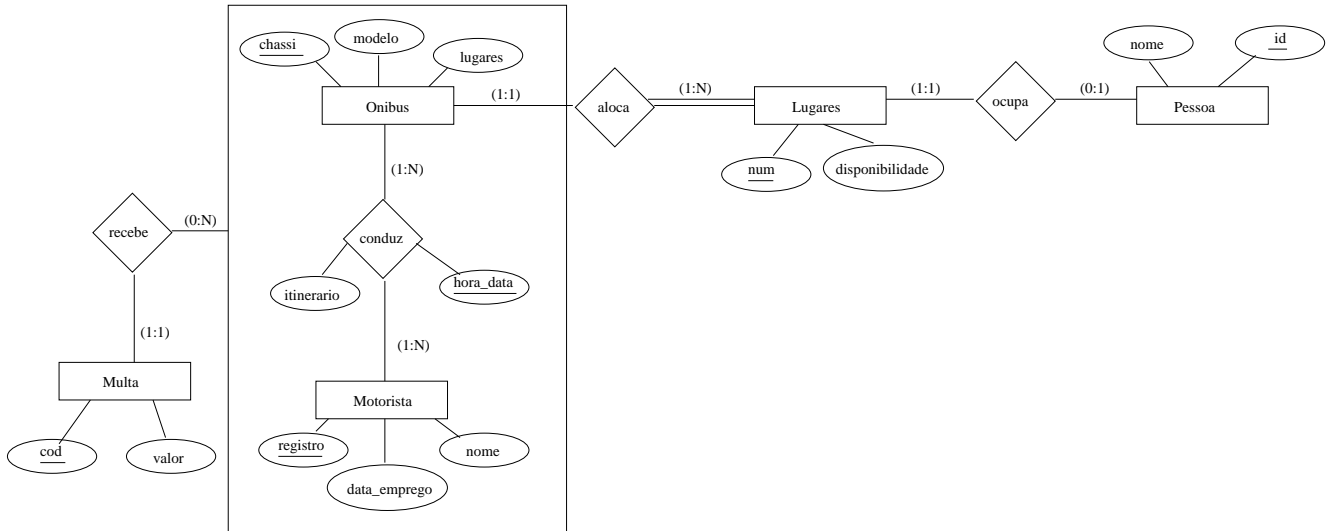 chassi
modelo
lugares
Onibus
(1:1)
aloca
(1:N)
Lugares
(1:1)
ocupa
(0:1)
Pessoa
nome
id
num
disponibilidade
(1:N)
recebe
(0:N)
conduz
itinerario
hora_data
(1:1)
(1:N)
Multa
Motorista
cod
valor
registro
data_emprego
nome